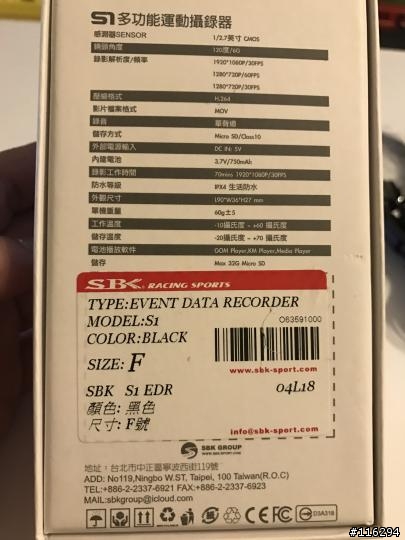 S1 多功能運動攝錄器
感測器SENSOR 1/2.7英寸 CMOS
鏡頭角度 120度/6G
錄影解析度/頻率 1920*1080P/30FPS
1280*720P/60FPS
1280*720P/30FPS
壓縮格式 H.264
影片檔案格式 MOV
錄音 單聲道
儲存方式 Micro SD/Class10
外部電源輸入 DC IN: 5V
內建電池 3.7V/750mAh
錄影工作時間 70mins 1920*1080P/30FPS
防水等級 IPX4 生活防水
外觀尺寸 L90*W36*H27 mm
單機重量 60g±5
工作溫度 -10攝氏度 ~ +60 攝氏度
儲存溫度 -20攝氏度 ~ +70 攝氏度
電池播放軟件 GOM Player,KM Player,Media Player
儲存 Max 32G Micro SD
SBK RACING SPORTS
TYPE:EVENT DATA RECORDER
MODEL:S1
COLOR:BLACK
O63591000
SIZE: F
www.sbk-sport.com
SBK S1 EDR 04L18
顏色: 黑色
尺寸: F號
info@sbk-sport.com
SBK GROUP
地址：台北市中正區寧波西街119號
ADD: No119,Ningbo W.ST, Taipei, 100 Taiwan(R.O.C)
TEL:+886-2-2337-6921 FAX:+886-2-2337-6923
MAIL:sbkgroup@icloud.com
CE D3A318
#116294